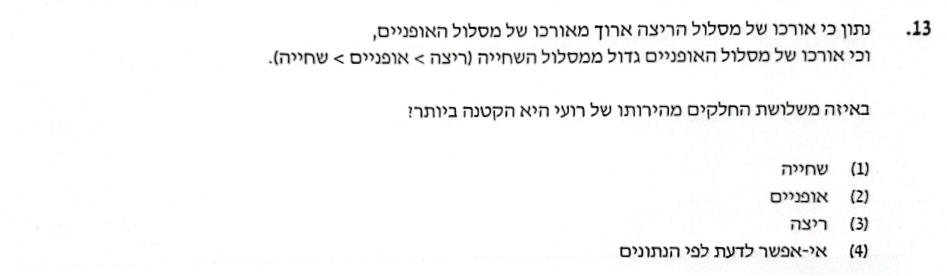 13. נתון כי אורכו של מסלול הריצה ארוך מאורכו של מסלול האופניים,
וכי אורכו של מסלול האופניים גדול ממסלול השחייה (ריצה > אופניים > שחייה).
באיזה משלושת החלקים מהירותו של רועי היא הקטנה ביותר?
(1) שחייה
(2) אופניים
(3) ריצה
(4) אי-אפשר לדעת לפי הנתונים